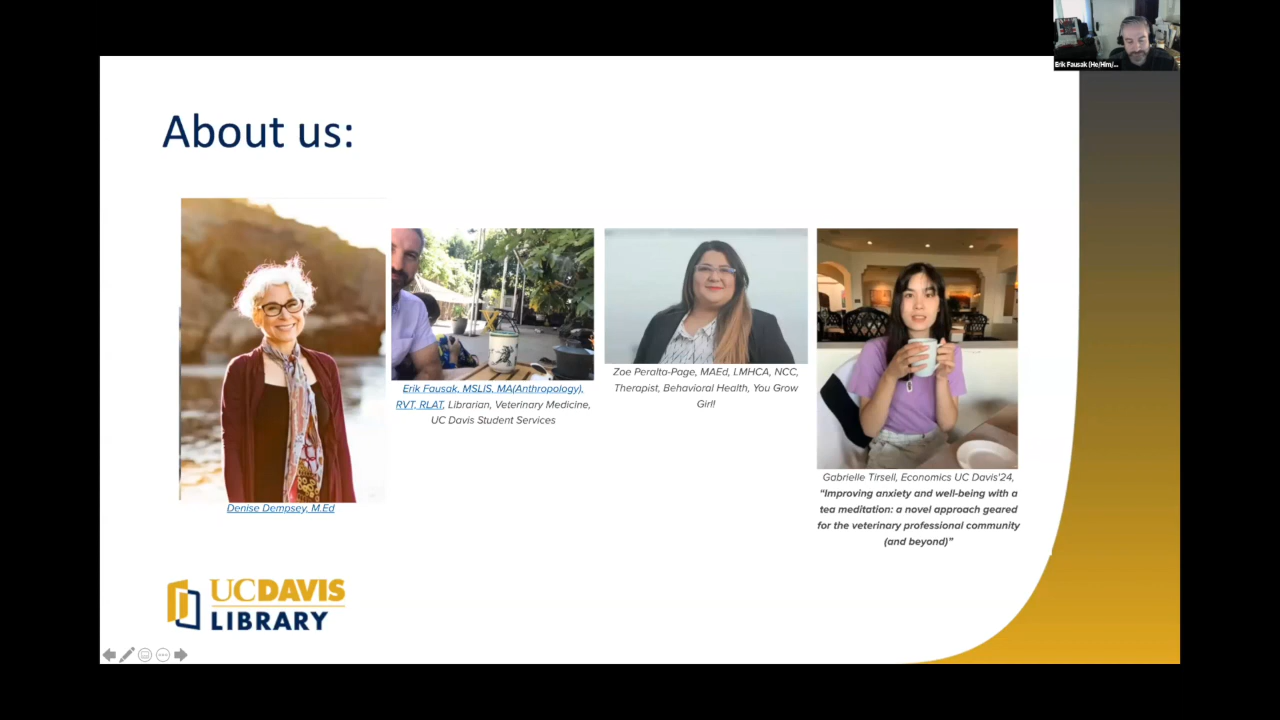 Erik Fausak (He/Him/...
About us:
Erik Fausak, MSLIS, MA(Anthropology),
RVT, RLAT, Librarian, Veterinary Medicine,
UC Davis Student Services
Zoe Peralta-Page, MAEd, LMHCA, NCC,
Therapist, Behavioral Health, You Grow
Girl!
Gabrielle Tirsell, Economics UC Davis'24,
"Improving anxiety and well-being with a
tea meditation: a novel approach geared
for the veterinary professional community
(and beyond)"
Denise Dempsey, M.Ed
UCDAVIS
LIBRARY